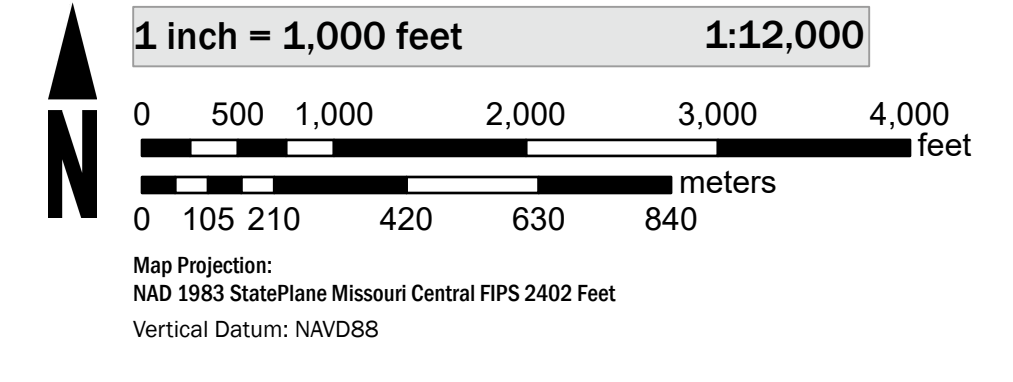 N
1 inch = 1,000 feet 1:12,000
0 500 1,000 2,000 3,000 4,000
feet
meters
0 105 210 420 630 840
Map Projection:
NAD 1983 StatePlane Missouri Central FIPS 2402 Feet
Vertical Datum: NAVD88